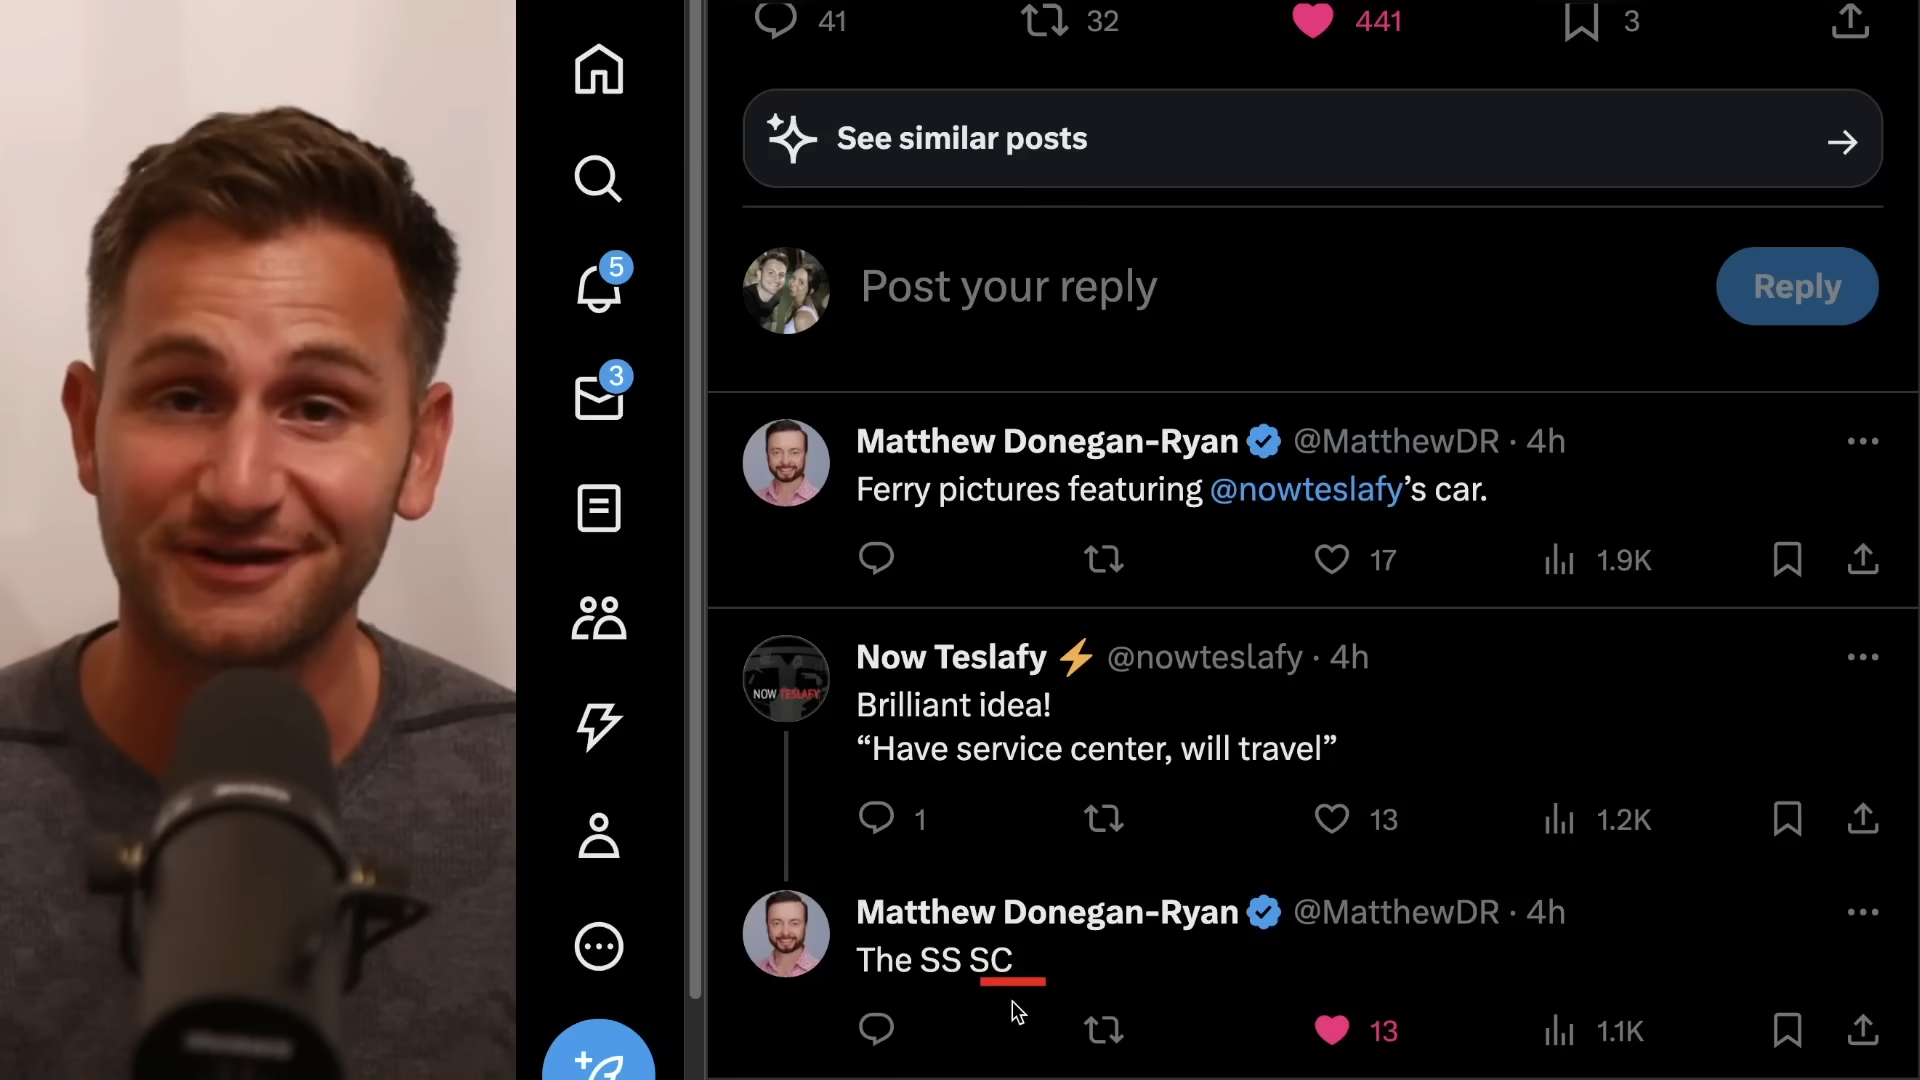 41 32 441 3
See similar posts
5
Post your reply Reply
3
Matthew Donegan-Ryan @MatthewDR · 4h
Ferry pictures featuring @nowteslafy’s car.
17 1.9K
Now Teslafy ⚡ @nowteslafy · 4h
NOW TESLAFY
Brilliant idea!
“Have service center, will travel”
1 13 1.2K
Matthew Donegan-Ryan @MatthewDR · 4h
The SS SC
13 1.1K